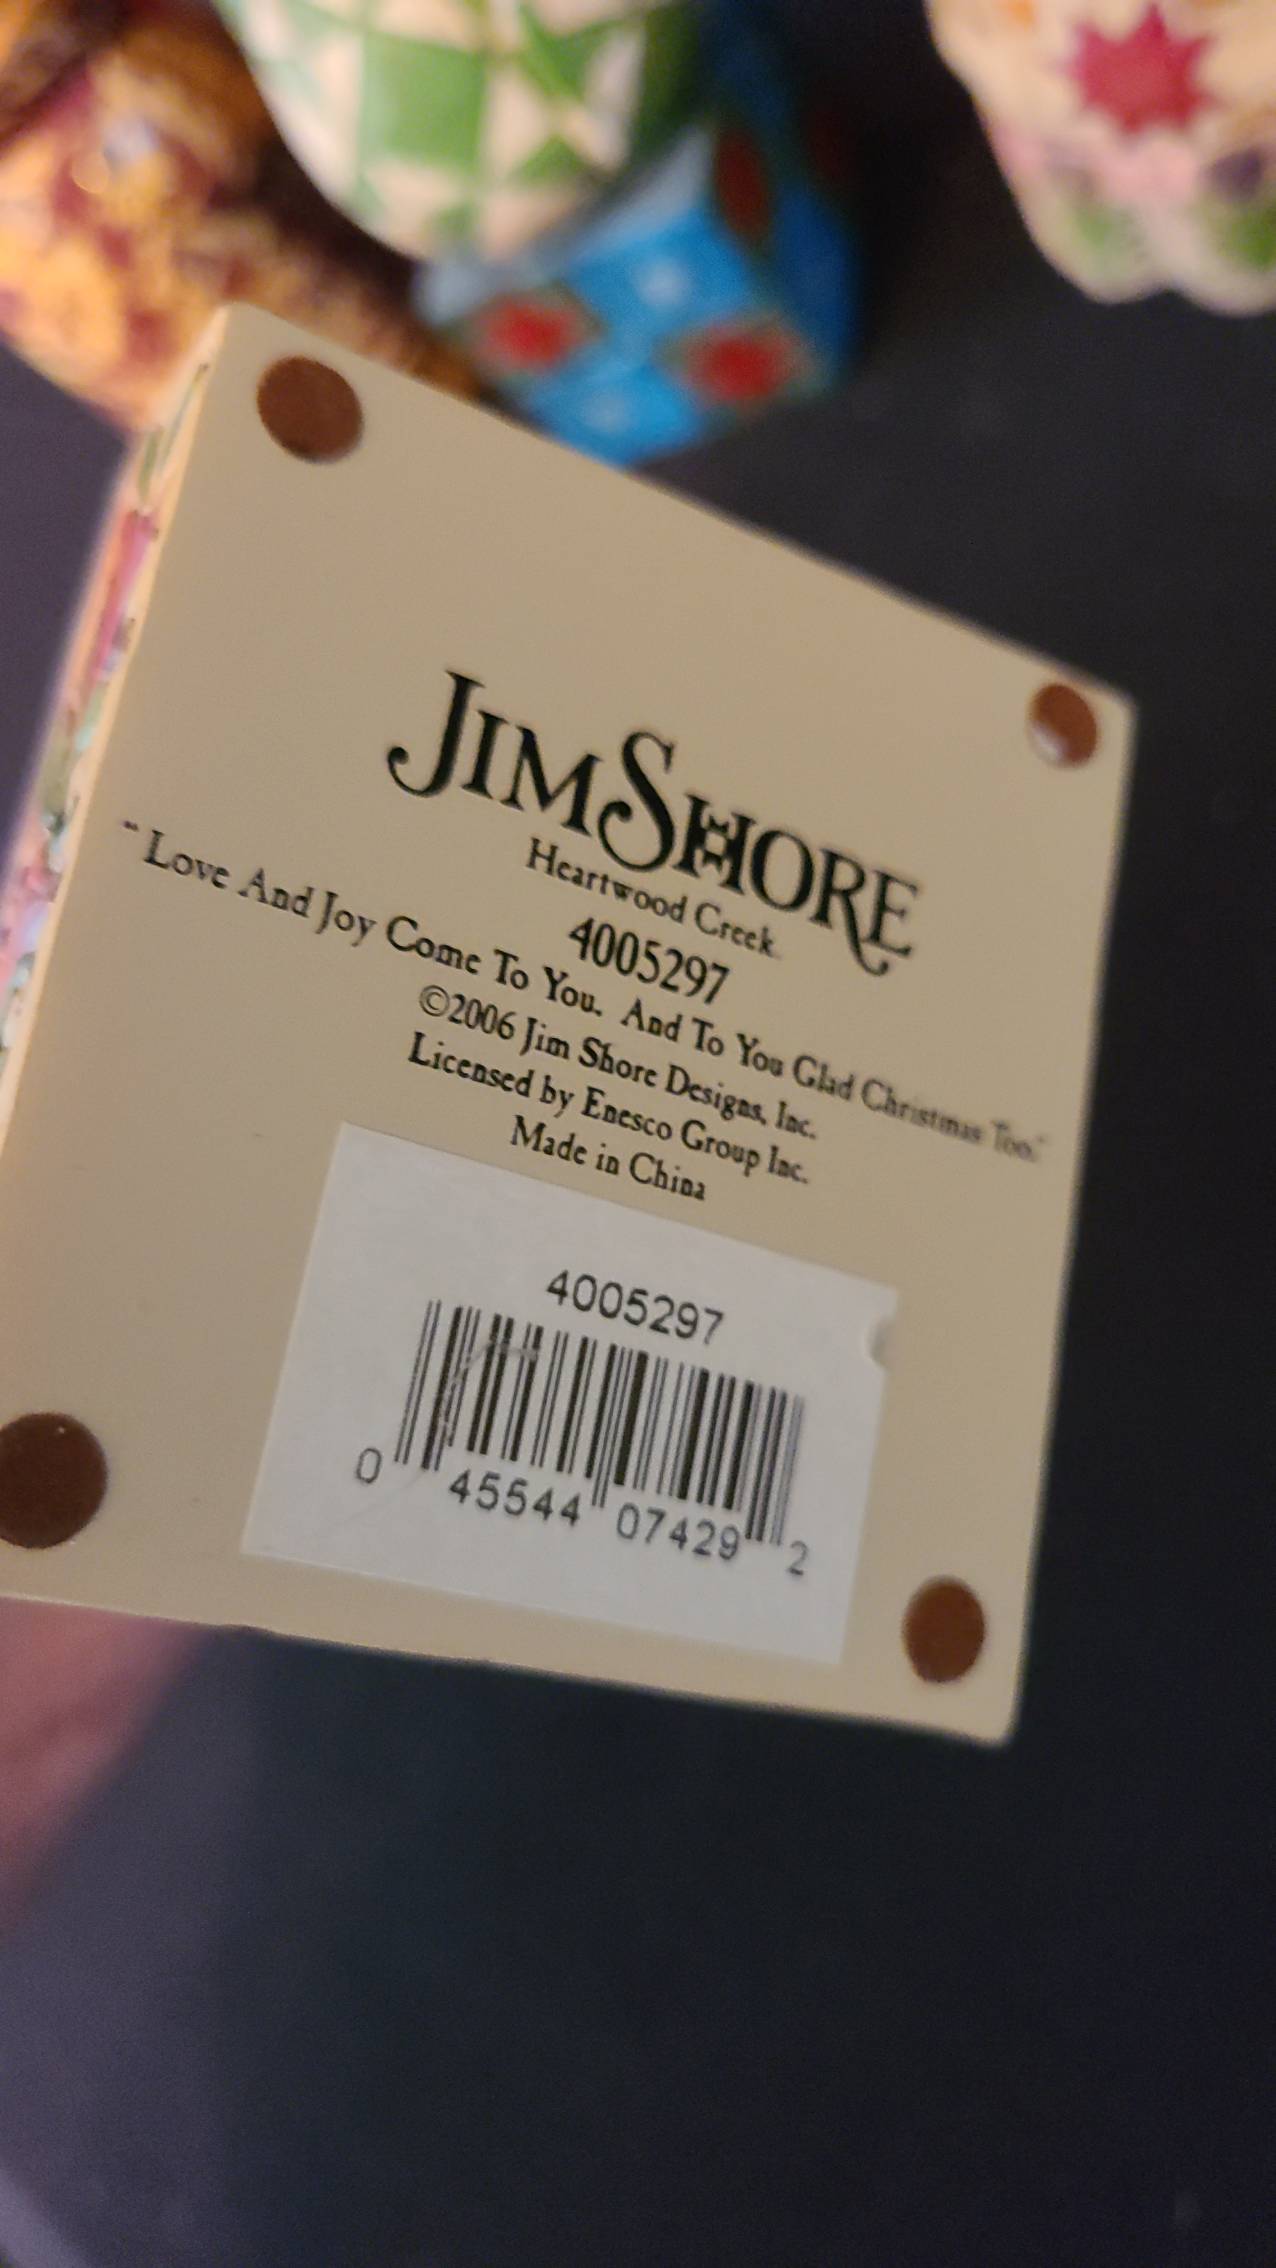 JIM SHORE
Heartwood Creek
4005297
"Love And Joy Come To You. And To You Glad Christmas Too."
©2006 Jim Shore Designs, Inc.
Licensed by Enesco Group Inc.
Made in China
4005297
0 45544 07429 2